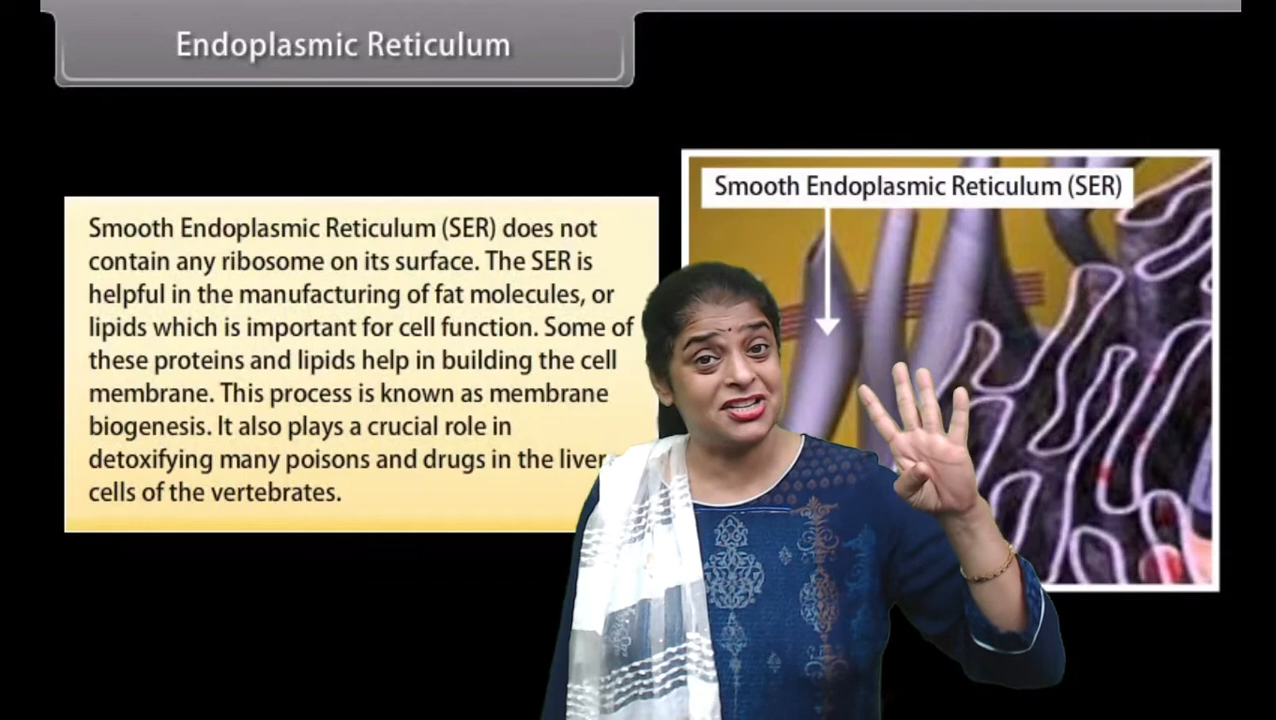 Endoplasmic Reticulum
Smooth Endoplasmic Reticulum (SER)
Smooth Endoplasmic Reticulum (SER) does not
contain any ribosome on its surface. The SER is
helpful in the manufacturing of fat molecules, or
lipids which is important for cell function. Some of
these proteins and lipids help in building the cell
membrane. This process is known as membrane
biogenesis. It also plays a crucial role in
detoxifying many poisons and drugs in the liver
cells of the vertebrates.